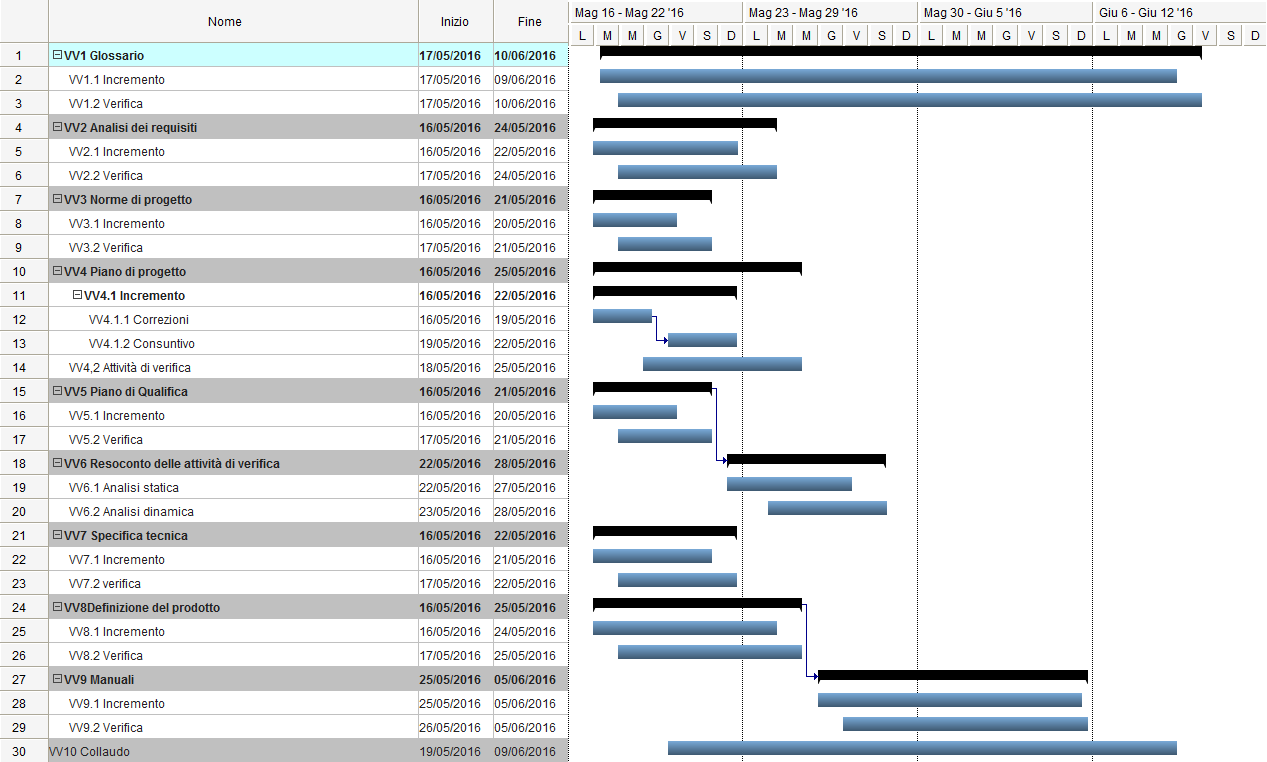 Nome Inizio Fine Mag 16 - Mag 22 '16 Mag 23 - Mag 29 '16 Mag 30 - Giu 5 '16 Giu 6 - Giu 12 '16
L M M G V S D L M M G V S D L M M G V S D L M M G V S D
1 VV1 Glossario 17/05/2016 10/06/2016
2 VV1.1 Incremento 17/05/2016 09/06/2016
3 VV1.2 Verifica 17/05/2016 10/06/2016
4 VV2 Analisi dei requisiti 16/05/2016 24/05/2016
5 VV2.1 Incremento 16/05/2016 22/05/2016
6 VV2.2 Verifica 17/05/2016 24/05/2016
7 VV3 Norme di progetto 16/05/2016 21/05/2016
8 VV3.1 Incremento 16/05/2016 20/05/2016
9 VV3.2 Verifica 17/05/2016 21/05/2016
10 VV4 Piano di progetto 16/05/2016 25/05/2016
11 VV4.1 Incremento 16/05/2016 22/05/2016
12 VV4.1.1 Correzioni 16/05/2016 19/05/2016
13 VV4.1.2 Consuntivo 19/05/2016 22/05/2016
14 VV4,2 Attività di verifica 18/05/2016 25/05/2016
15 VV5 Piano di Qualifica 16/05/2016 21/05/2016
16 VV5.1 Incremento 16/05/2016 20/05/2016
17 VV5.2 Verifica 17/05/2016 21/05/2016
18 VV6 Resoconto delle attività di verifica 22/05/2016 28/05/2016
19 VV6.1 Analisi statica 22/05/2016 27/05/2016
20 VV6.2 Analisi dinamica 23/05/2016 28/05/2016
21 VV7 Specifica tecnica 16/05/2016 22/05/2016
22 VV7.1 Incremento 16/05/2016 21/05/2016
23 VV7.2 verifica 17/05/2016 22/05/2016
24 VV8Definizione del prodotto 16/05/2016 25/05/2016
25 VV8.1 Incremento 16/05/2016 24/05/2016
26 VV8.2 Verifica 17/05/2016 25/05/2016
27 VV9 Manuali 25/05/2016 05/06/2016
28 VV9.1 Incremento 25/05/2016 05/06/2016
29 VV9.2 Verifica 26/05/2016 05/06/2016
30 VV10 Collaudo 19/05/2016 09/06/2016